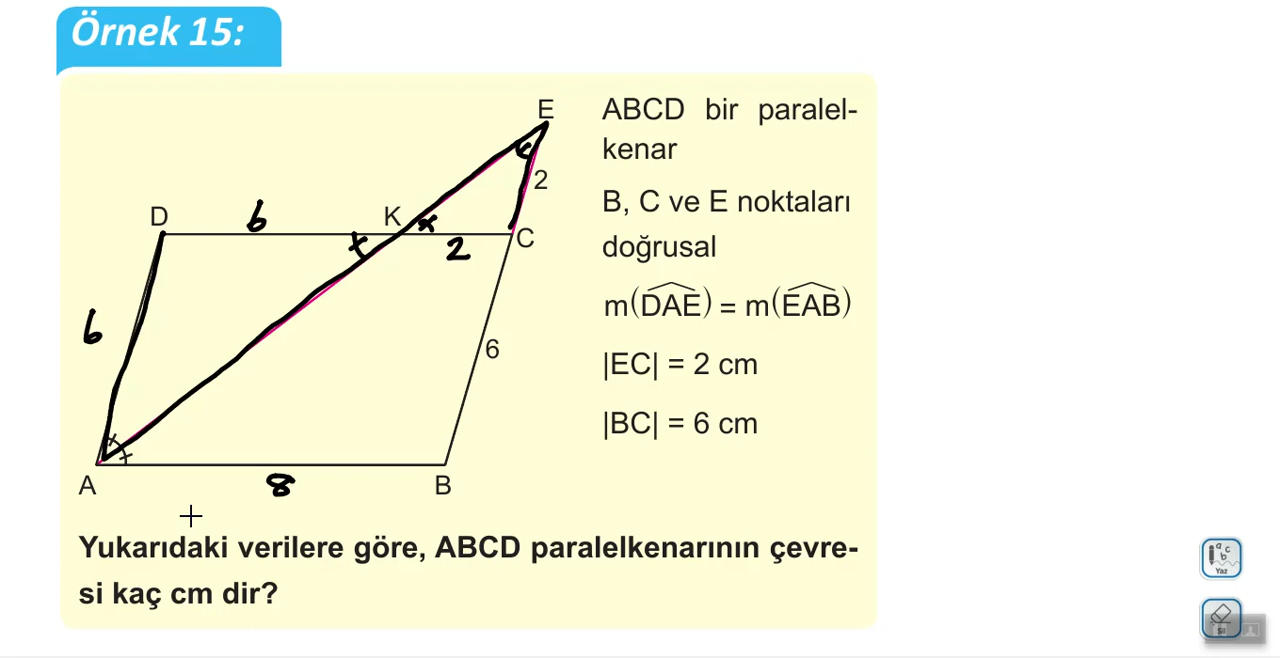 Örnek 15:
E
ABCD bir paralel-
kenar
2
B, C ve E noktaları
D
6
K
x
x
2
C
doğrusal
m(DAE) = m(EAB)
6
6
|EC| = 2 cm
|BC| = 6 cm
A
8
B
Yukarıdaki verilere göre, ABCD paralelkenarının çevre-
si kaç cm dir?
a
b
c
Yaz
Sil